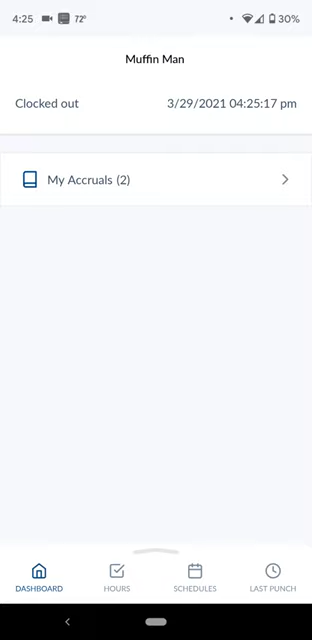 4:25 72° 30%
Muffin Man
Clocked out 3/29/2021 04:25:17 pm
My Accruals (2)
DASHBOARD HOURS SCHEDULES LAST PUNCH